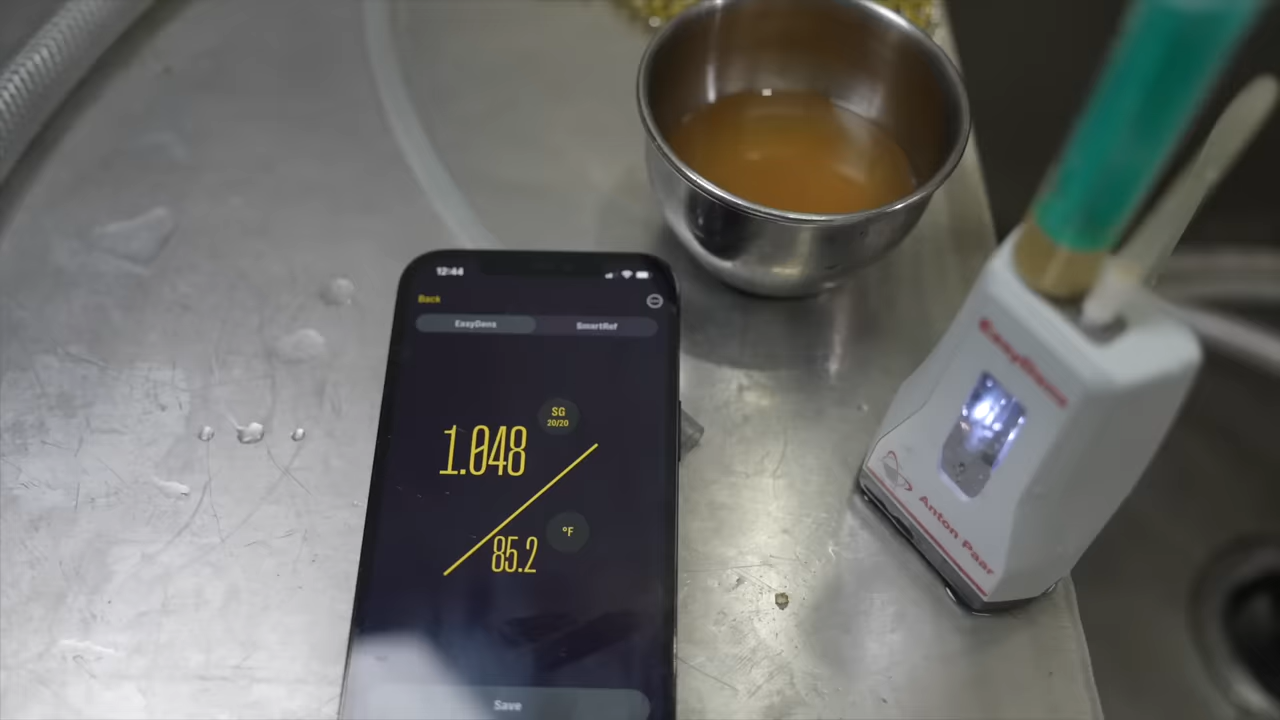 12:44
Back
EasyDens SmartRef
SG
20/20
1.048
°F
85.2
Save
EasyDens
Anton Paar